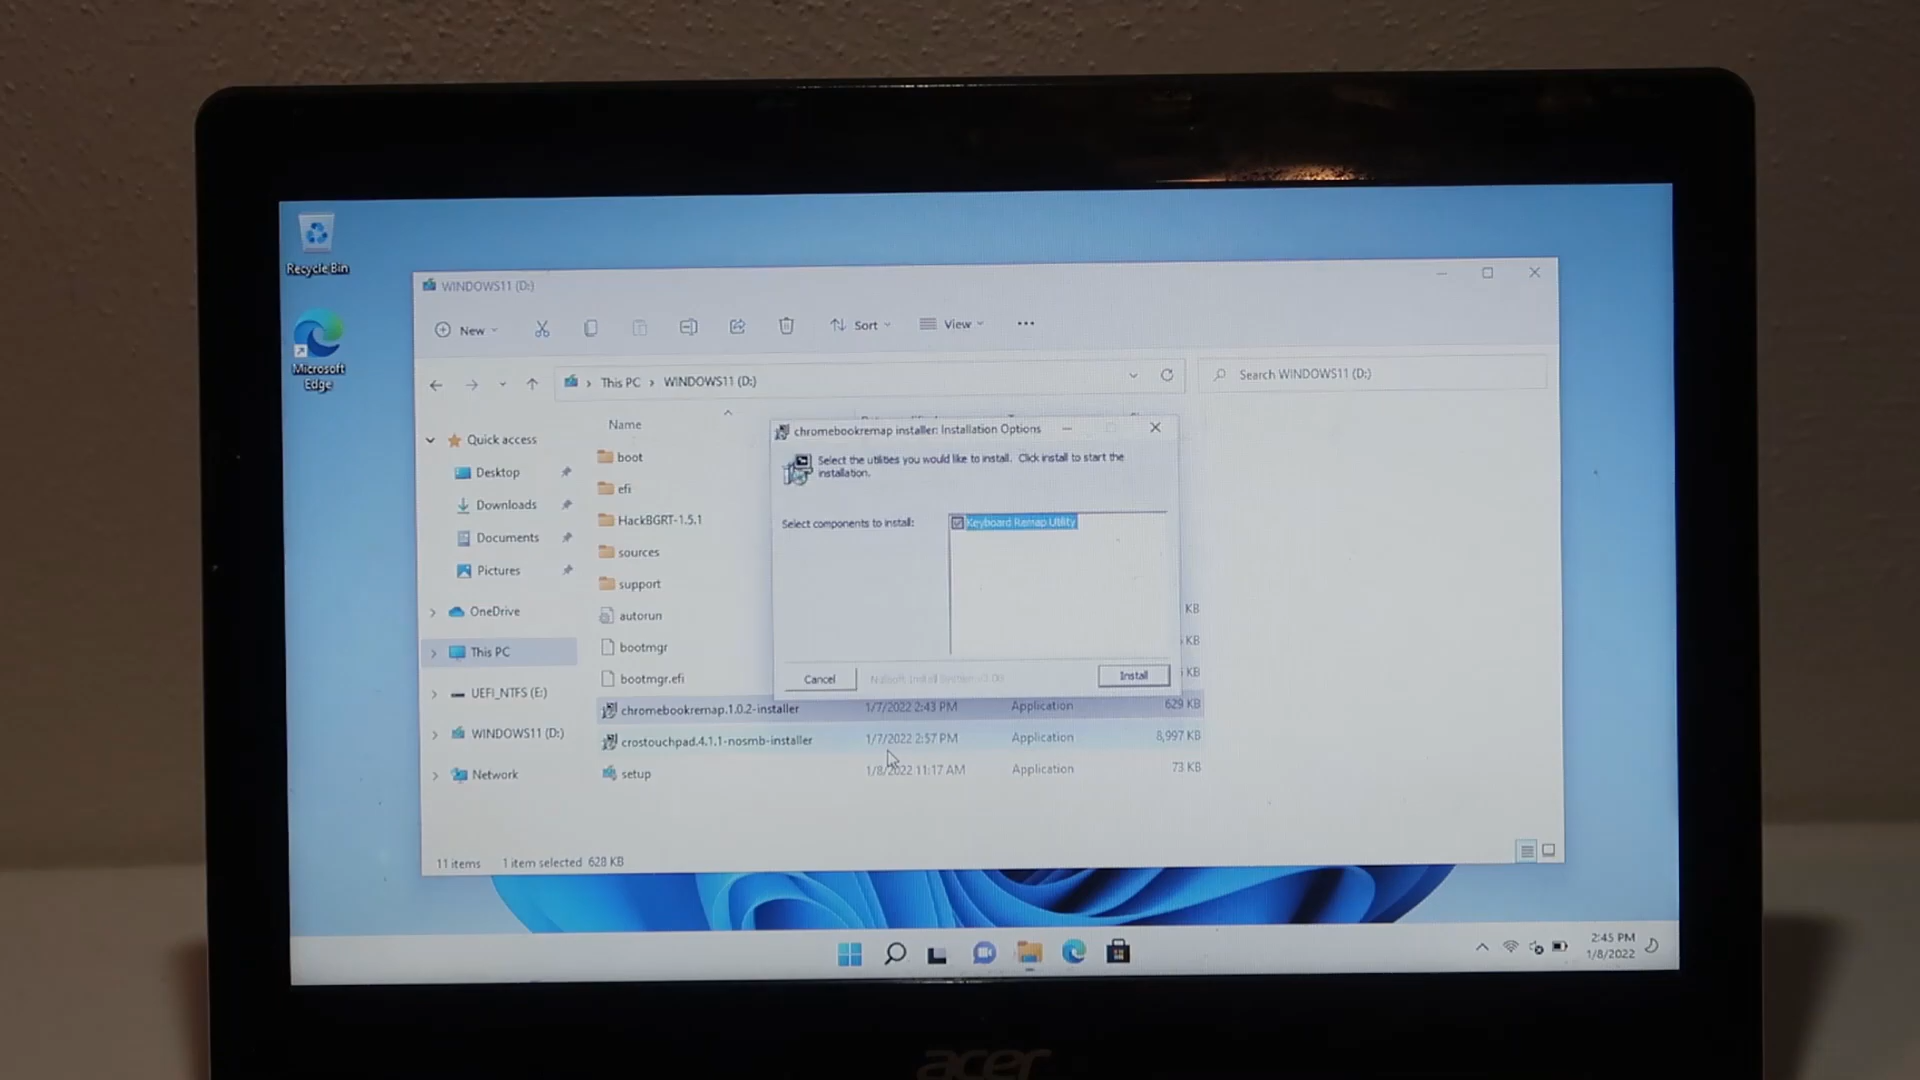 Recycle Bin
Microsoft
Edge
WINDOWS11 (D:)
New
Sort
View
This PC
WINDOWS11 (D:)
Search WINDOWS11 (D:)
Quick access
Desktop
Downloads
Documents
Pictures
OneDrive
This PC
UEFI_NTFS (E:)
WINDOWS11 (D:)
Network
Name
boot
efi
HackBGRT-1.5.1
sources
support
autorun
KB
bootmgr
KB
bootmgr.efi
KB
chromebookremap.1.0.2-installer 1/7/2022 2:43 PM Application 629 KB
crostouchpad.4.1.1-nosmb-installer 1/7/2022 2:57 PM Application 8,997 KB
setup 1/8/2022 11:17 AM Application 73 KB
chromebookremap installer: Installation Options
Select the utilities you would like to install. Click install to start the
installation.
Select components to install:
Keyboard Remap Utility
Cancel
Install
11 items 1 item selected 628 KB
2:45 PM
1/8/2022
acer